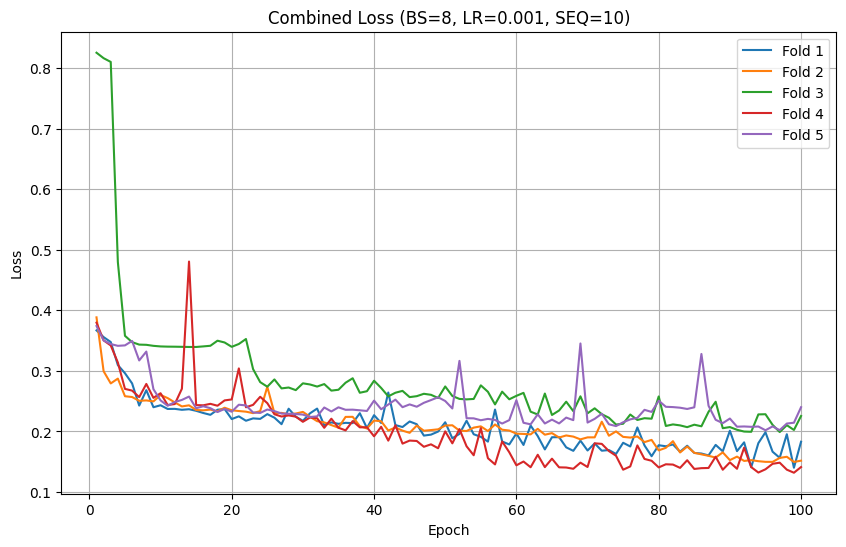 Combined Loss (BS=8, LR=0.001, SEQ=10)
Fold 1
Fold 2
Fold 3
Fold 4
Fold 5
Loss
0.8
0.7
0.6
0.5
0.4
0.3
0.2
0.1
0
20
40
60
80
100
Epoch